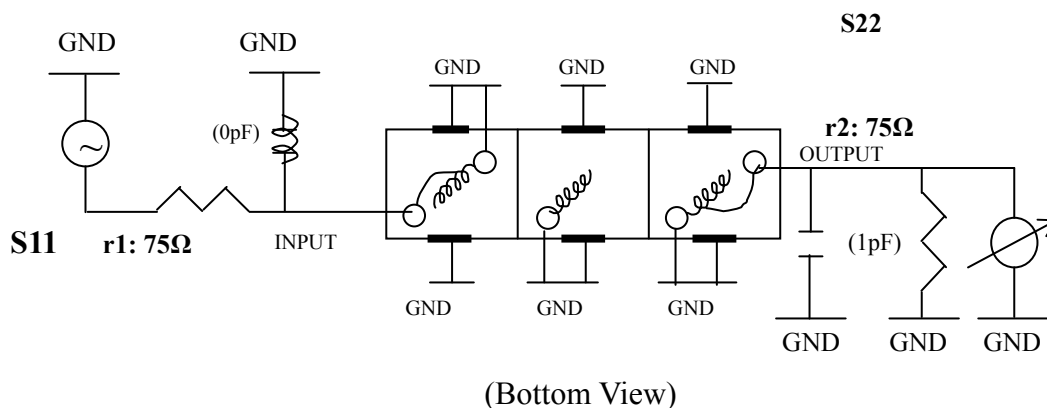 S22
GND
GND
GND
GND
GND
(0pF)
r2: 75Ω
OUTPUT
S11
r1: 75Ω
INPUT
(1pF)
GND
GND
GND
GND
GND
GND
(Bottom View)